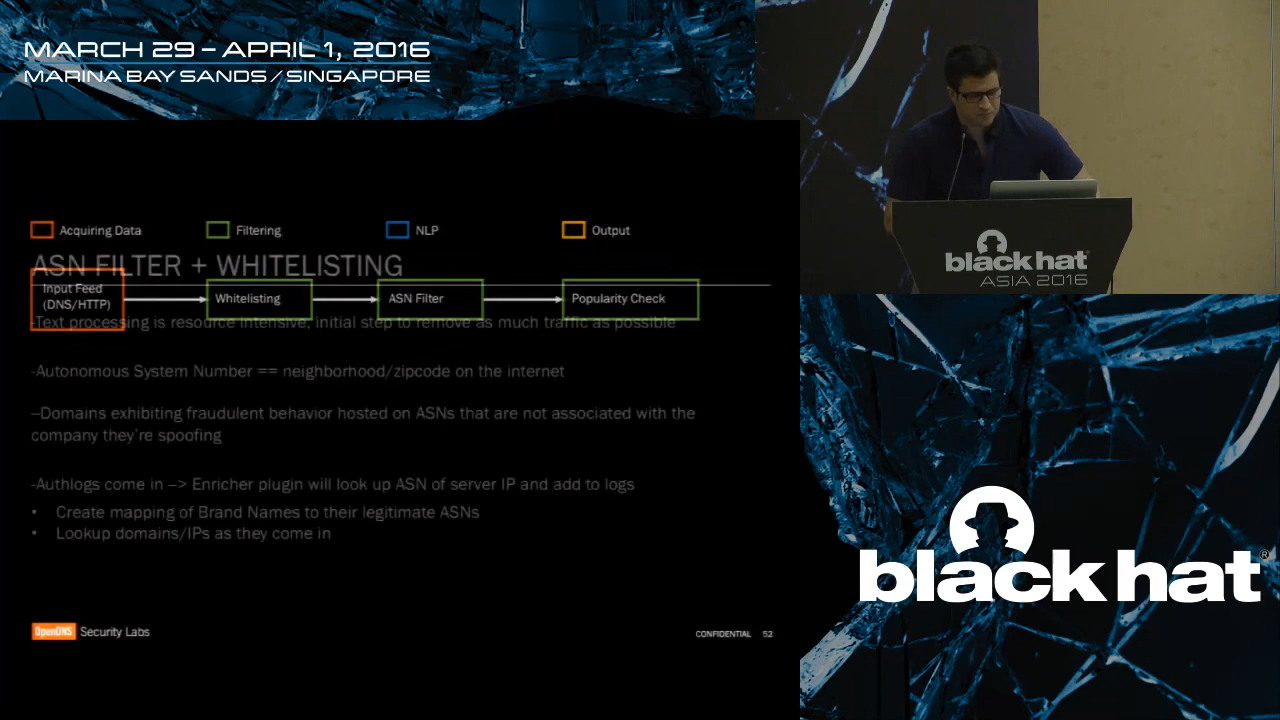 MARCH 29 – APRIL 1, 2016
MARINA BAY SANDS / SINGAPORE
Acquiring Data
Filtering
NLP
Output
ASN FILTER + WHITELISTING
Input Feed
(DNS/HTTP)
Whitelisting
ASN Filter
Popularity Check
-Text processing is resource intensive, initial step to remove as much traffic as possible
-Autonomous System Number == neighborhood/zipcode on the internet
–Domains exhibiting fraudulent behavior hosted on ASNs that are not associated with the
company they're spoofing
-Authlogs come in –> Enricher plugin will look up ASN of server IP and add to logs
• Create mapping of Brand Names to their legitimate ASNs
• Lookup domains/IPs as they come in
OpenDNS Security Labs
CONFIDENTIAL 52
black hat
ASIA 2016
black hat®